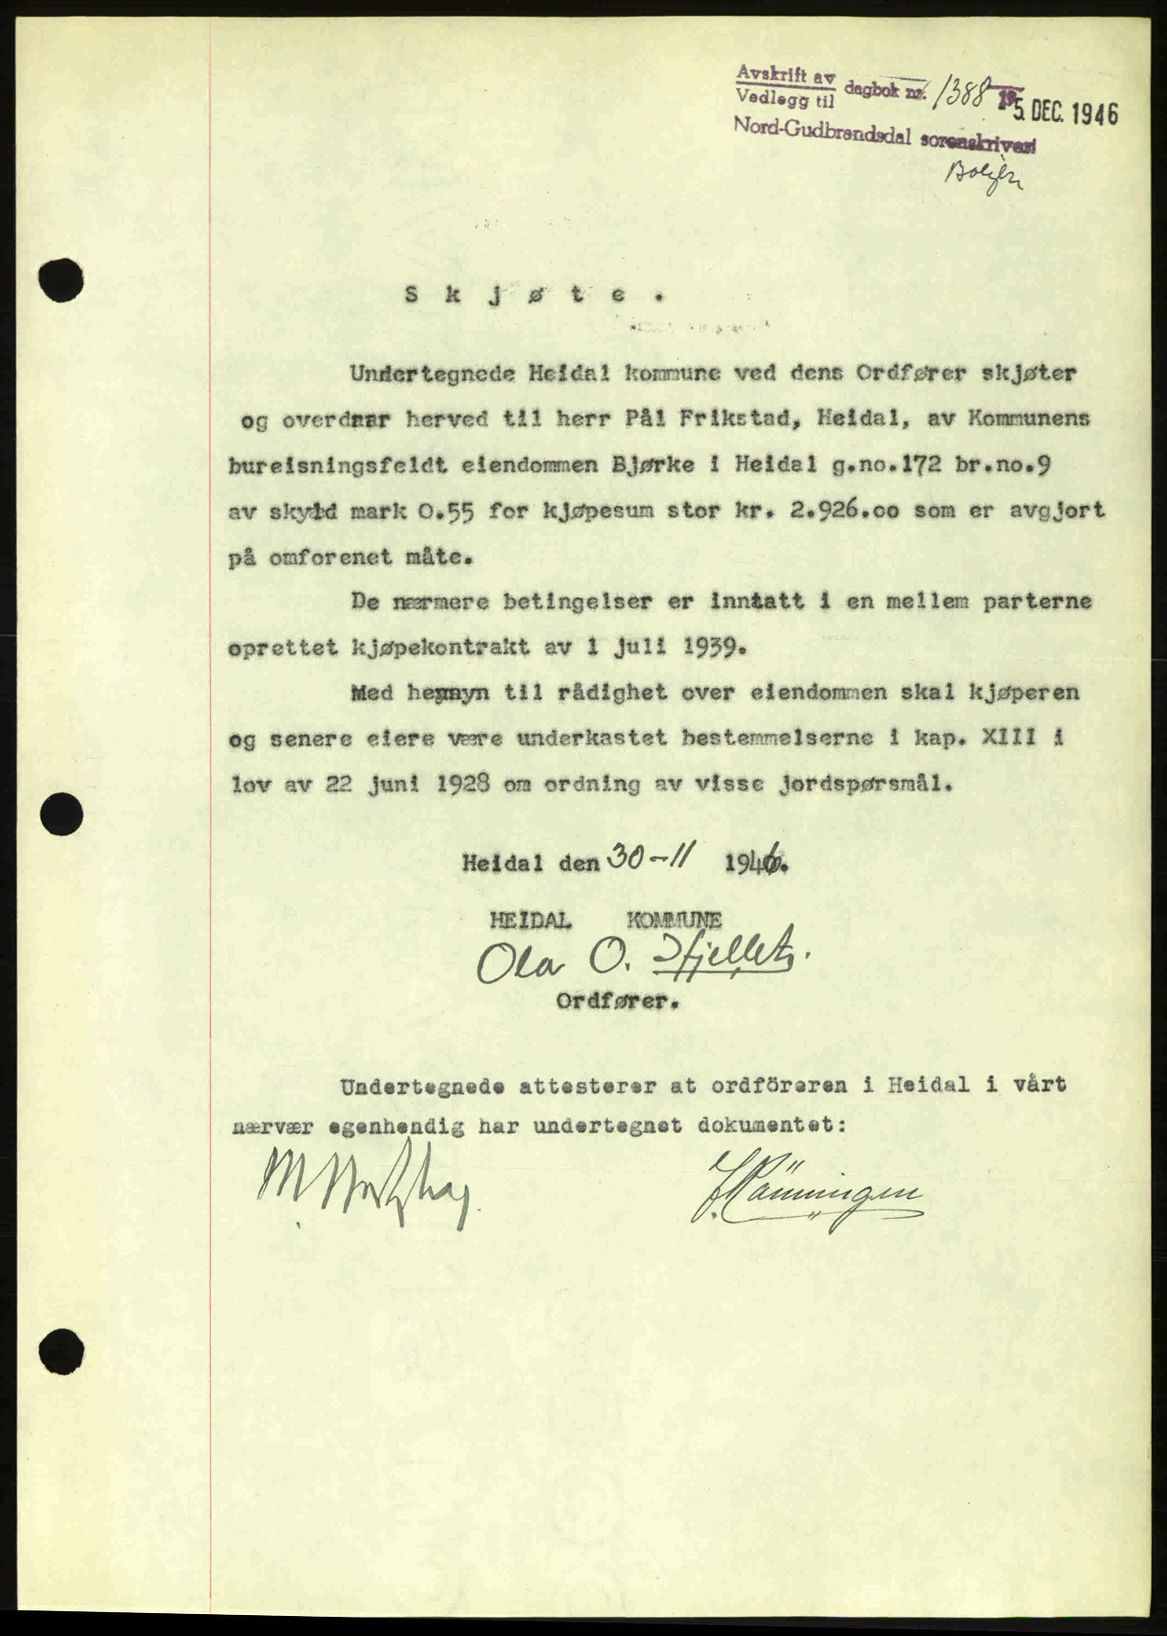 Avskrift av
Vedlegg til dagbok nr. 1388 19
5. DEC. 1946
Nord-Gudbrandsdal sorenskriveri
Skjøte.
Undertegnede Heidal kommune ved dens Ordfører skjøter
og overdrar herved til herr Pål Frikstad, Heidal, av Kommunens
bureisningsfeldt eiendommen Bjørke i Heidal g.no.172 br.no.9
av skyld mark 0.55 for kjøpesum stor kr. 2.926.oo som er avgjort
på omforenet måte.
De nærmere betingelser er inntatt i en mellem parterne
oprettet kjøpekontrakt av 1 juli 1939.
Med hensyn til rådighet over eiendommen skal kjøperen
og senere eiere være underkastet bestemmelserne i kap. XIII i
lov av 22 juni 1928 om ordning av visse jordspørsmål.
Heidal den 30-11 1946.
HEIDAL KOMMUNE
Ola O.
Ordfører.
Undertegnede attesterer at ordföreren i Heidal i vårt
nærvær egenhendig har undertegnet dokumentet: